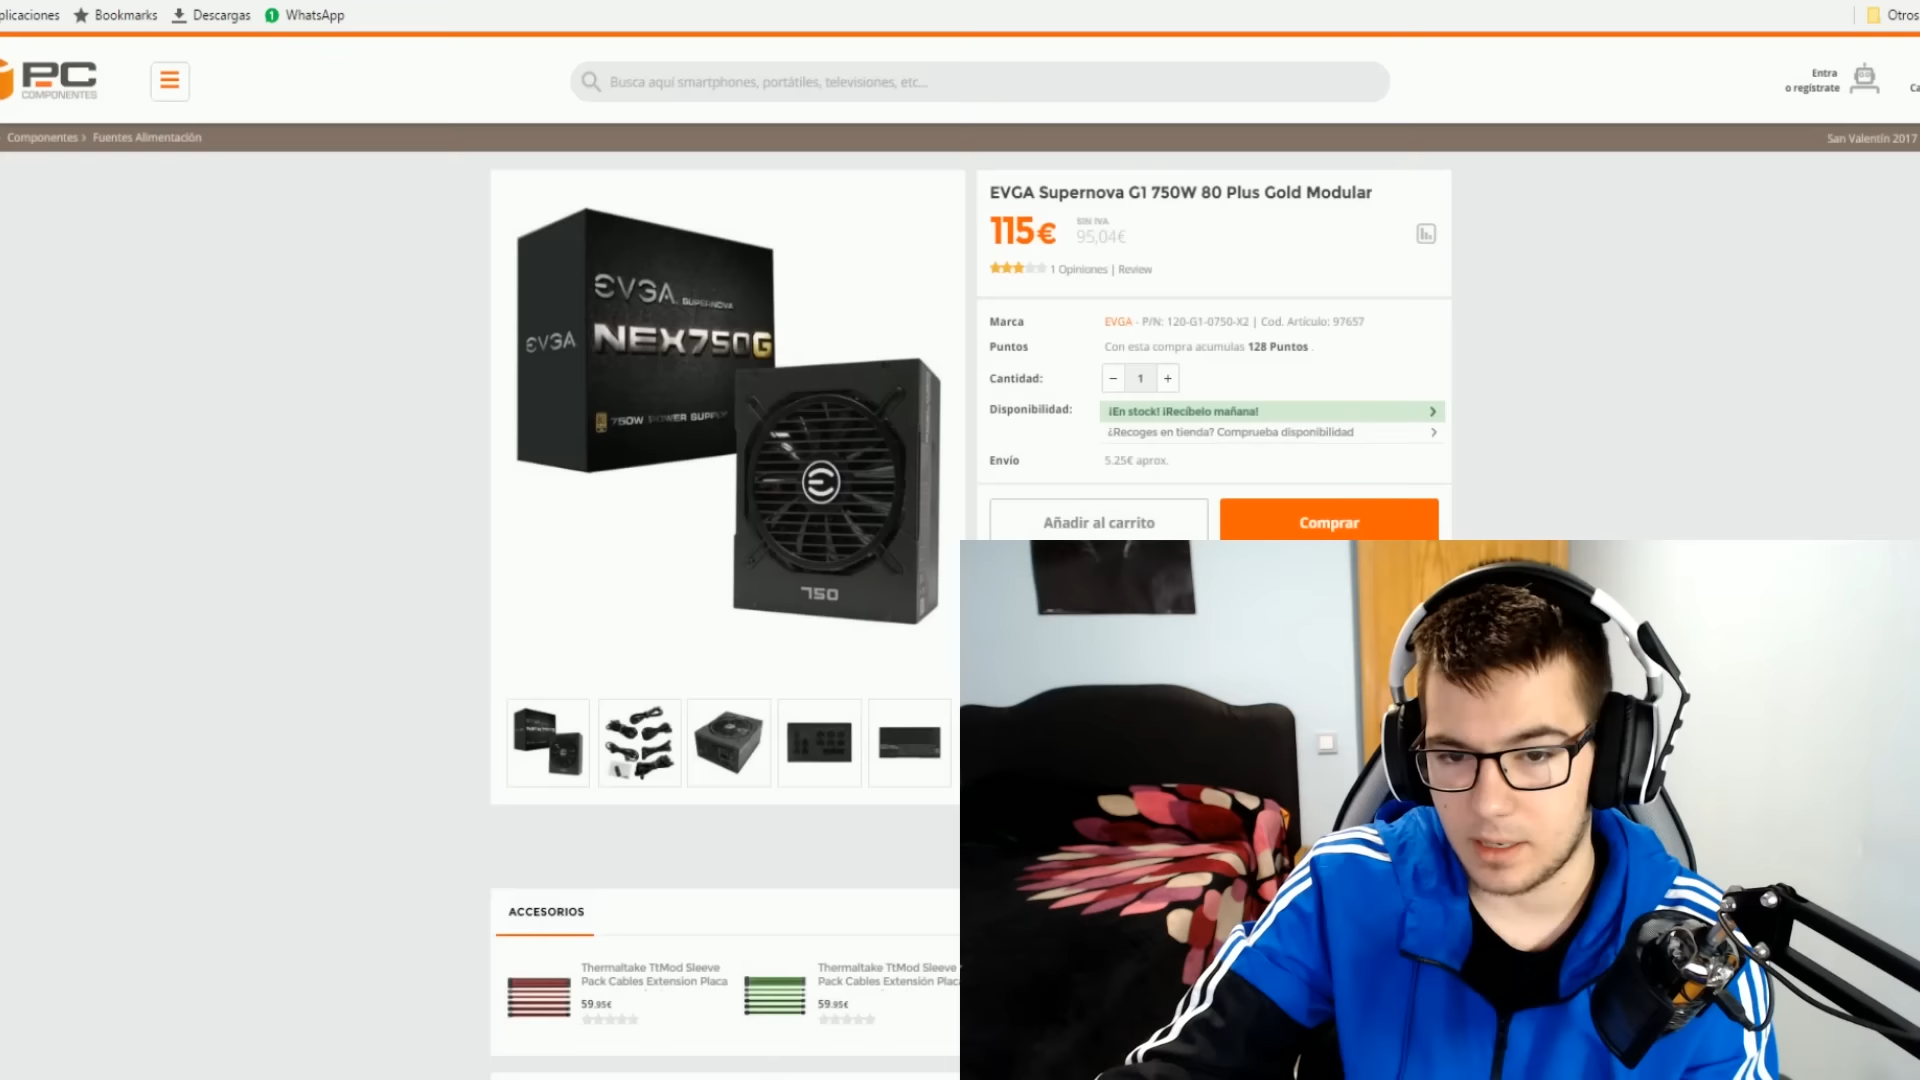 plicaciones Bookmarks Descargas 1 WhatsApp Otros
PC
COMPONENTES
Busca aquí smartphones, portátiles, televisiones, etc...
Entra
o regístrate
Ca
Componentes › Fuentes Alimentación
San Valentín 2017
EVGA Supernova G1 750W 80 Plus Gold Modular
115€
SIN IVA
95,04€
1 Opiniones | Review
Marca EVGA - P/N: 120-G1-0750-X2 | Cod. Artículo: 97657
Puntos Con esta compra acumulas 128 Puntos .
Cantidad: − 1 +
Disponibilidad: ¡En stock! ¡Recíbelo mañana!
¿Recoges en tienda? Comprueba disponibilidad
Envío 5.25€ aprox.
Añadir al carrito Comprar
EVGA SUPERNOVA
NEX750G
EVGA
750W POWER SUPPLY
750
ACCESORIOS
Thermaltake TtMod Sleeve
Pack Cables Extension Placa
59,95€
Thermaltake TtMod Sleeve
Pack Cables Extensión Placa
59,95€